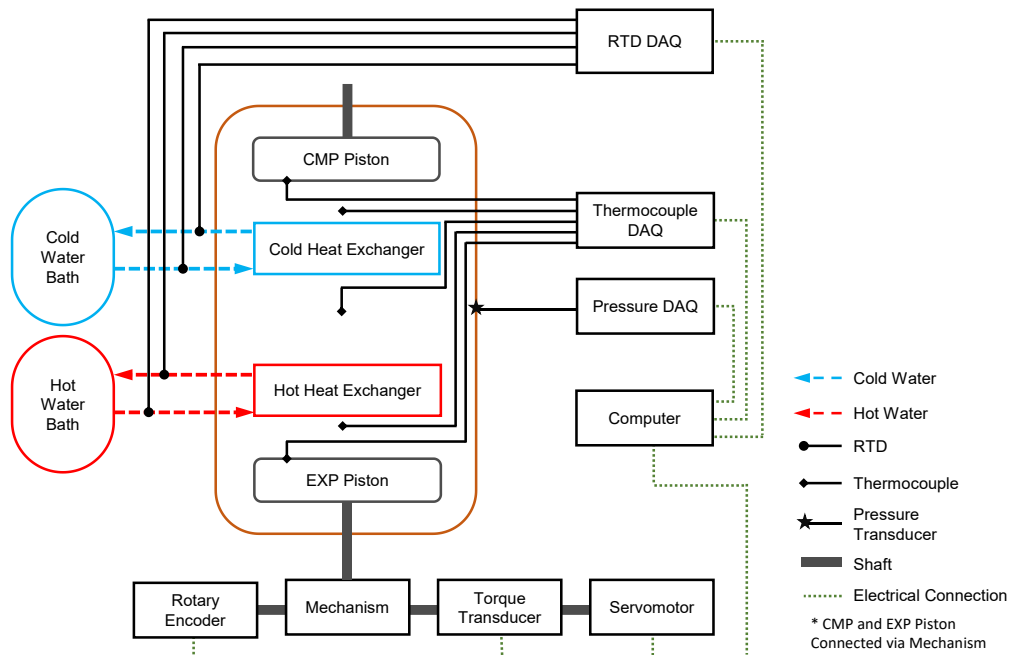 RTD DAQ
CMP Piston
Thermocouple
DAQ
Cold
Water
Bath
Cold Heat Exchanger
Pressure DAQ
Hot
Water
Bath
Hot Heat Exchanger
Computer
EXP Piston
Rotary
Encoder
Mechanism
Torque
Transducer
Servomotor
Cold Water
Hot Water
RTD
Thermocouple
Pressure
Transducer
Shaft
Electrical Connection
* CMP and EXP Piston
Connected via Mechanism